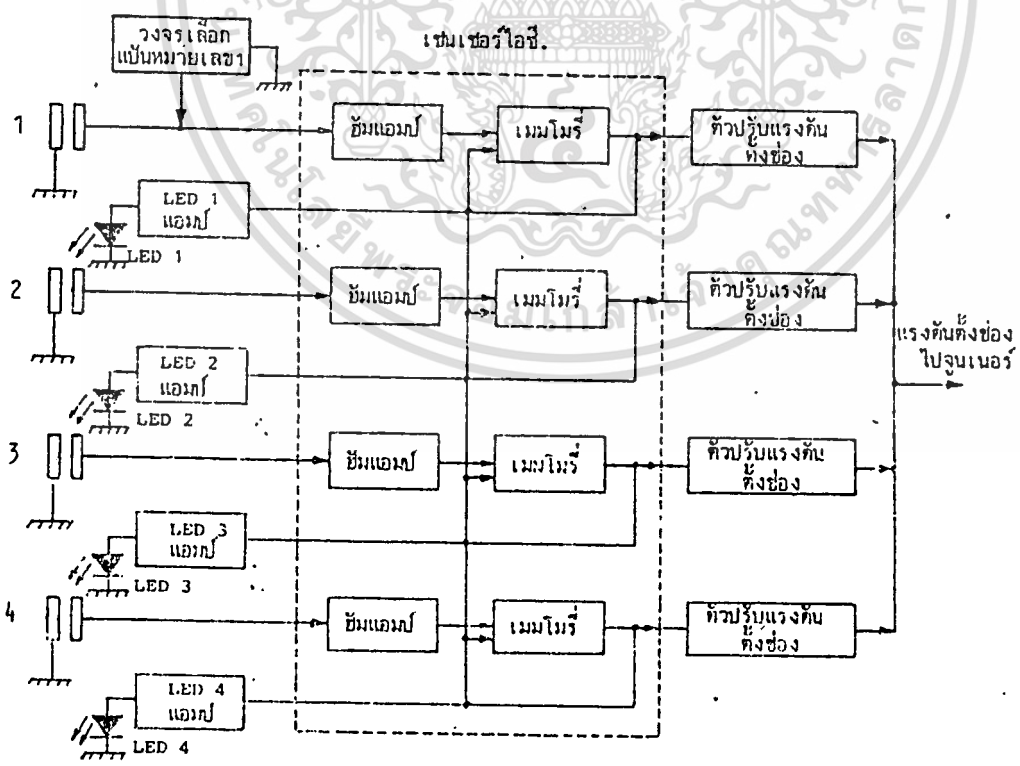 วงจรเลือก
แป้นหมายเลข1
เซนเซอร์ไอซี.
1
ฮัมแอมป์
เมมโมรี่
ตัวปรับแรงดัน
ตั้งช่อง
LED 1
แอมป์
LED 1
2
ฮัมแอมป์
เมมโมรี่
ตัวปรับแรงดัน
ตั้งช่อง
แรงดันตั้งช่อง
ไปจูนเนอร์
LED 2
แอมป์
LED 2
3
ฮัมแอมป์
เมมโมรี่
ตัวปรับแรงดัน
ตั้งช่อง
LED 3
แอมป์
LED 3
4
ฮัมแอมป์
เมมโมรี่
ตัวปรับแรงดัน
ตั้งช่อง
LED 4
แอมป์
LED 4